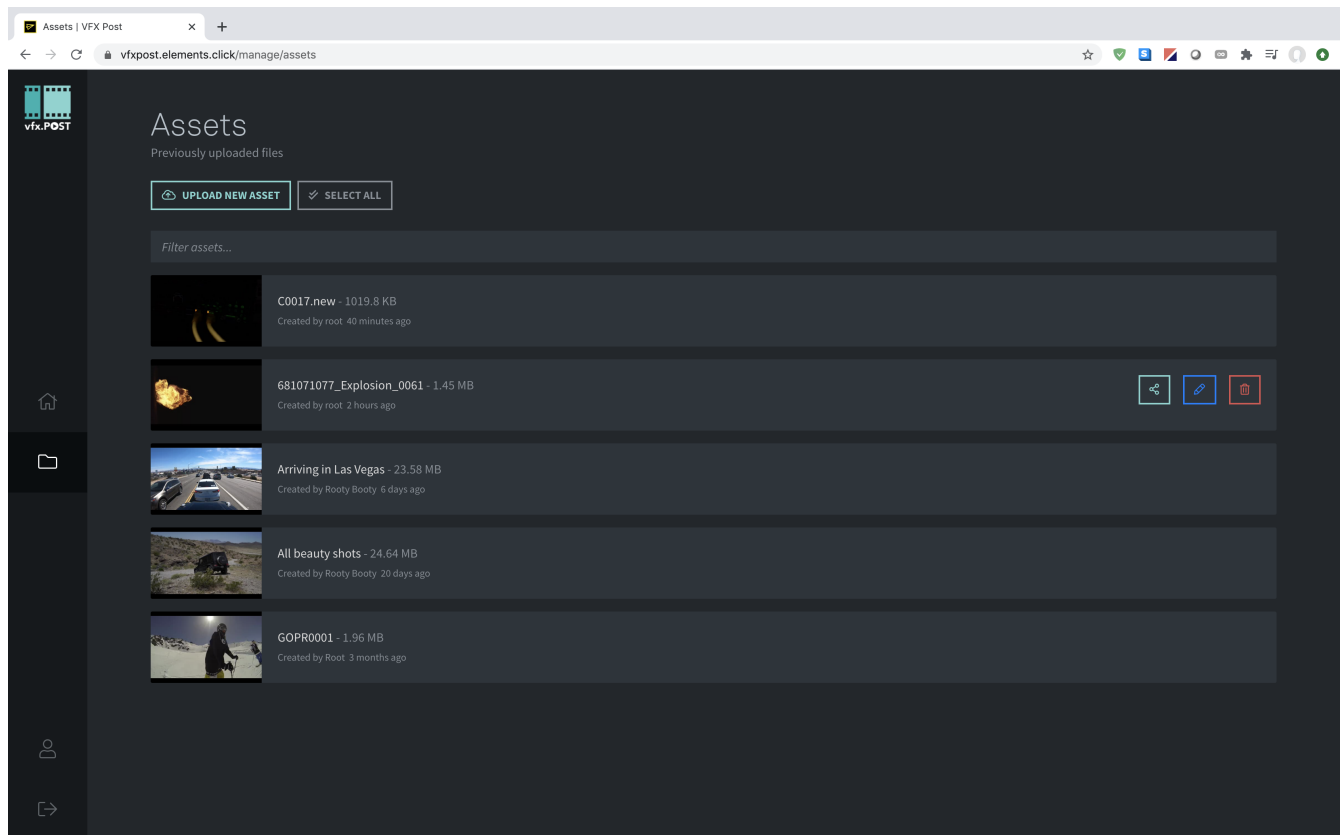 Assets | VFX Post
vfxpost.elements.click/manage/assets
vfx.POST
Assets
Previously uploaded files
UPLOAD NEW ASSET
SELECT ALL
Filter assets...
C0017.new - 1019.8 KB
Created by root 40 minutes ago
681071077_Explosion_0061 - 1.45 MB
Created by root 2 hours ago
Arriving in Las Vegas - 23.58 MB
Created by Rooty Booty 6 days ago
All beauty shots - 24.64 MB
Created by Rooty Booty 20 days ago
GOPR0001 - 1.96 MB
Created by Root 3 months ago